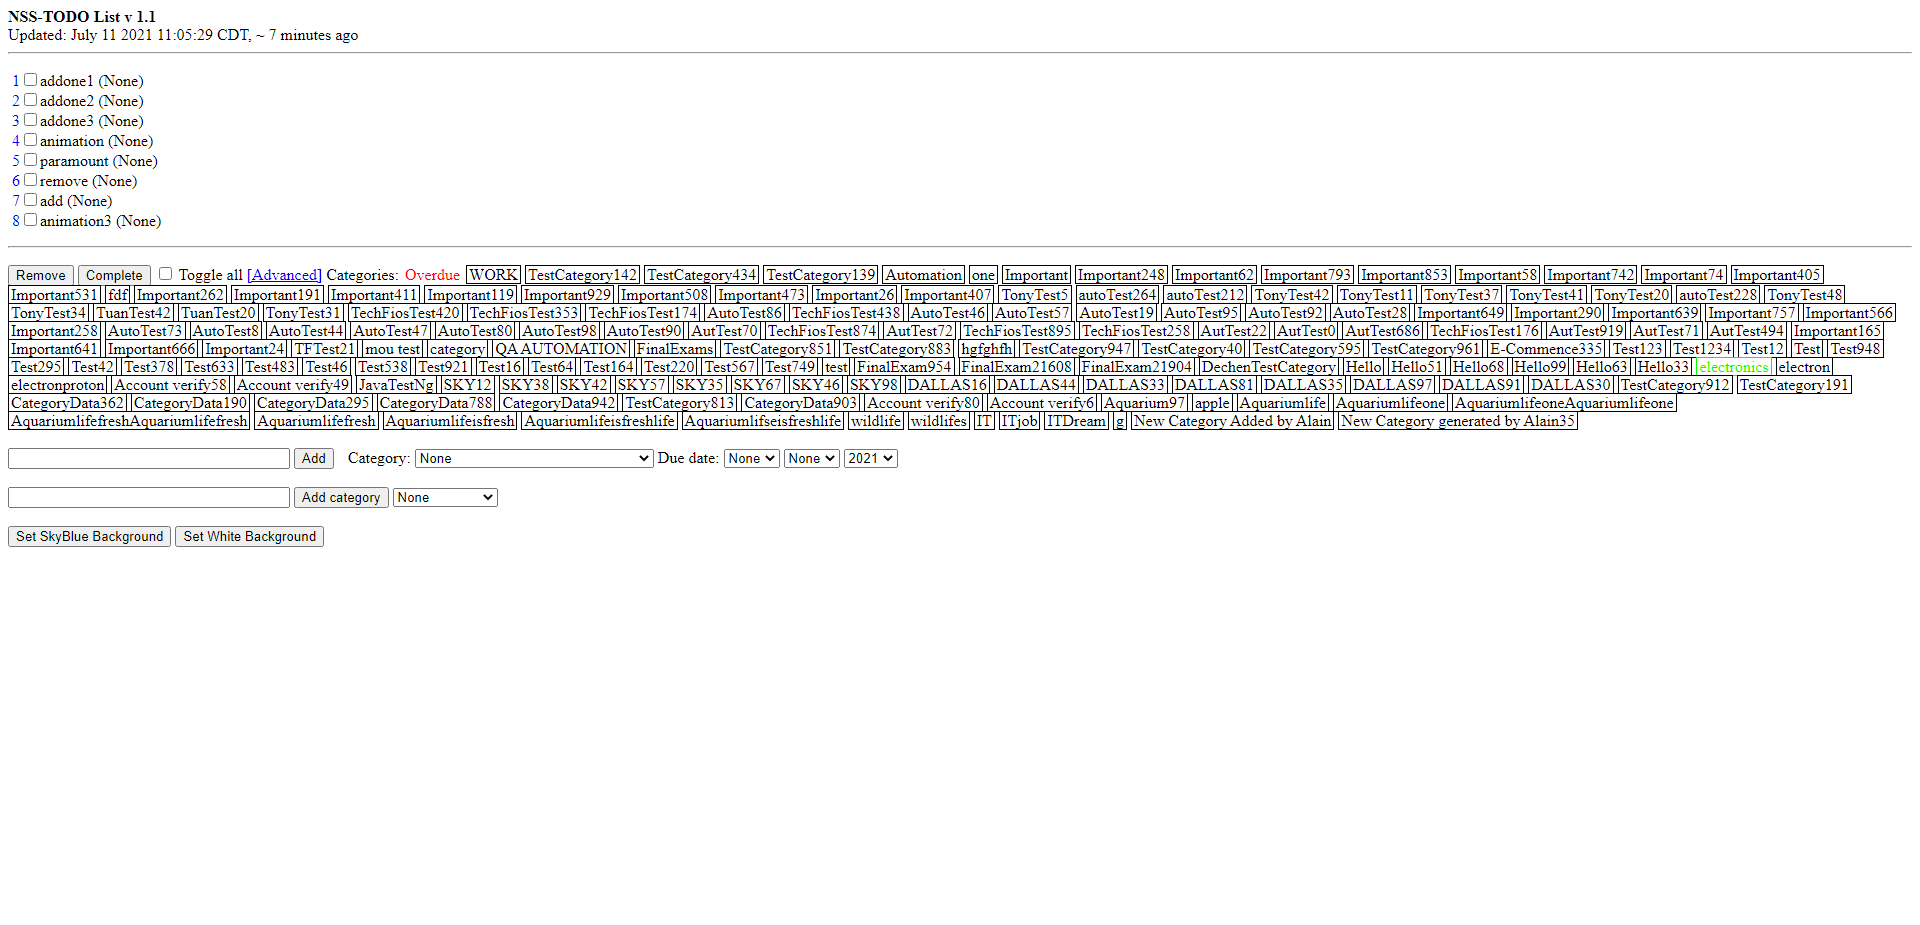 NSS-TODO List v 1.1
Updated: July 11 2021 11:05:29 CDT, ~ 7 minutes ago
1 addone1 (None)
2 addone2 (None)
3 addone3 (None)
4 animation (None)
5 paramount (None)
6 remove (None)
7 add (None)
8 animation3 (None)
Remove Complete Toggle all [Advanced] Categories: Overdue WORK TestCategory142 TestCategory434 TestCategory139 Automation one Important Important248 Important62 Important793 Important853 Important58 Important742 Important74 Important405
Important531 fdf Important262 Important191 Important411 Important119 Important929 Important508 Important473 Important26 Important407 TonyTest5 autoTest264 autoTest212 TonyTest42 TonyTest11 TonyTest37 TonyTest41 TonyTest20 autoTest228 TonyTest48
TonyTest34 TuanTest42 TuanTest20 TonyTest31 TechFiosTest420 TechFiosTest353 TechFiosTest174 AutoTest86 TechFiosTest438 AutoTest46 AutoTest57 AutoTest19 AutoTest95 AutoTest92 AutoTest28 Important649 Important290 Important639 Important757 Important566
Important258 AutoTest73 AutoTest8 AutoTest44 AutoTest47 AutoTest80 AutoTest98 AutoTest90 AutTest70 TechFiosTest874 AutTest72 TechFiosTest895 TechFiosTest258 AutTest22 AutTest0 AutTest686 TechFiosTest176 AutTest919 AutTest71 AutTest494 Important165
Important641 Important666 Important24 TFTest21 mou test category QA AUTOMATION FinalExams TestCategory851 TestCategory883 hgfghfh TestCategory947 TestCategory40 TestCategory595 TestCategory961 E-Commence335 Test123 Test1234 Test12 Test Test948
Test295 Test42 Test378 Test633 Test483 Test46 Test538 Test921 Test16 Test64 Test164 Test220 Test567 Test749 test FinalExam954 FinalExam21608 FinalExam21904 DechenTestCategory Hello Hello51 Hello68 Hello99 Hello63 Hello33 electronics electron
electronproton Account verify58 Account verify49 JavaTestNg SKY12 SKY38 SKY42 SKY57 SKY35 SKY67 SKY46 SKY98 DALLAS16 DALLAS44 DALLAS33 DALLAS81 DALLAS35 DALLAS97 DALLAS91 DALLAS30 TestCategory912 TestCategory191
CategoryData362 CategoryData190 CategoryData295 CategoryData788 CategoryData942 TestCategory813 CategoryData903 Account verify80 Account verify6 Aquarium97 apple Aquariumlife Aquariumlifeone AquariumlifeoneAquariumlifeone
AquariumlifefreshAquariumlifefresh Aquariumlifefresh Aquariumlifeisfresh Aquariumlifeisfreshlife Aquariumlifseisfreshlife wildlife wildlifes IT ITjob ITDream g New Category Added by Alain New Category generated by Alain35
Add Category: None Due date: None None 2021
Add category None
Set SkyBlue Background Set White Background